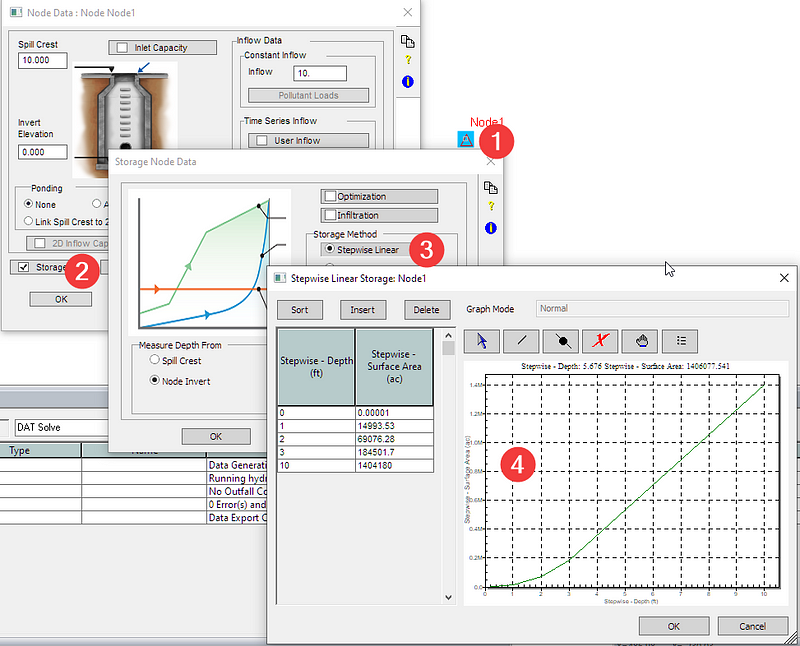 Node Data : Node Node1
Spill Crest
10.000
Inlet Capacity
Inflow Data
Constant Inflow
Inflow
10.
Pollutant Loads
Time Series Inflow
User Inflow
Invert
Elevation
0.000
Ponding
None
A
Link Spill Crest to 2
2D Inflow Cap
Storage
2
OK
?
i
Node1
1
Storage Node Data
Optimization
Infiltration
Storage Method
Stepwise Linear
3
?
i
Measure Depth From
Spill Crest
Node Invert
OK
DAT Solve
Type
Name
Data Generati
Running hydr
No Outfall Co
0 Error(s) and
Data Export C
Stepwise Linear Storage: Node1
Sort
Insert
Delete
Graph Mode
Normal
Stepwise - Depth
(ft)
Stepwise -
Surface Area
(ac)
0 0.00001
1 14993.53
2 69076.28
3 184501.7
10 1404180
Stepwise - Depth: 5.676 Stepwise - Surface Area: 1406077.541
Stepwise - Surface Area (ac)
1.4M
1.2M
1.0M
0.8M
0.6M
0.4M
0.2M
0.0M
4
0 1 2 3 4 5 6 7 8 9 10
Stepwise - Depth (ft)
OK
Cancel